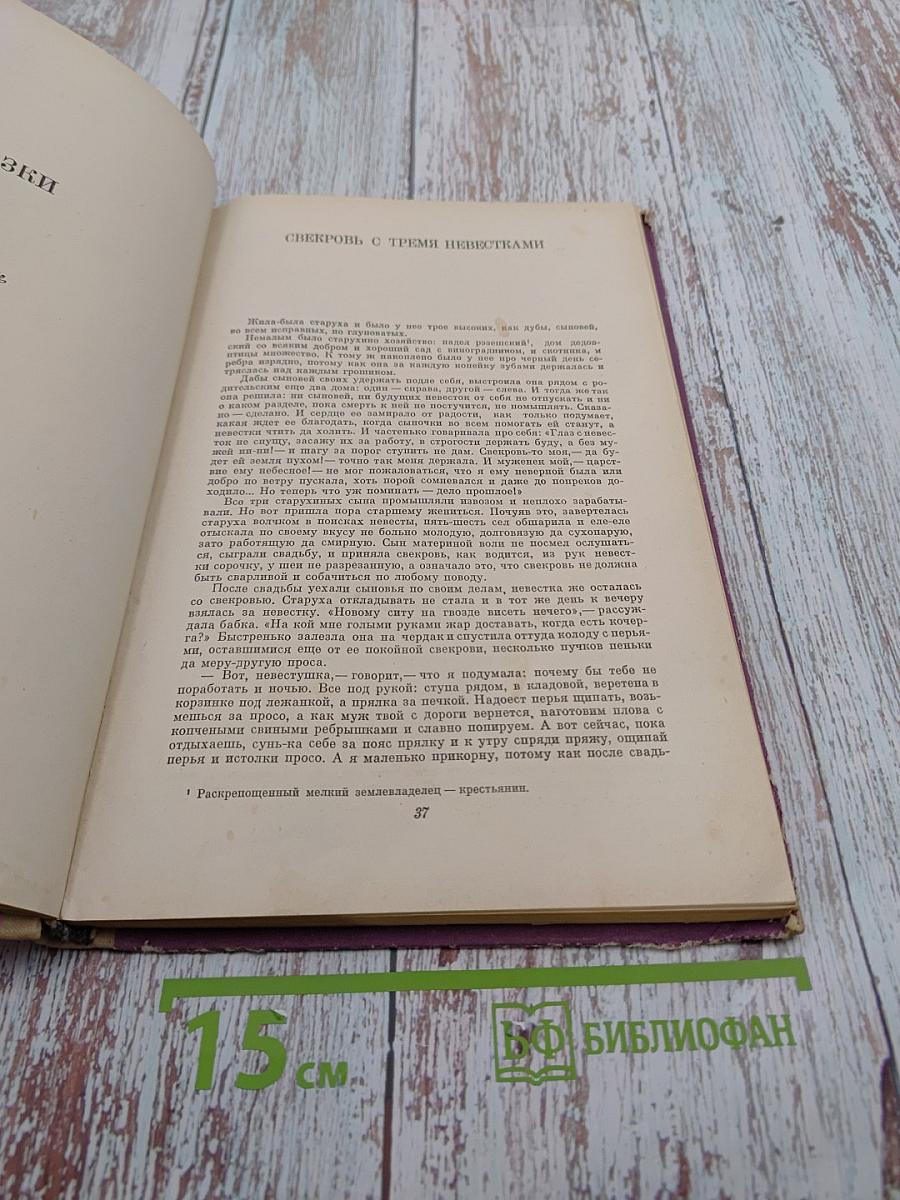 зки
СВЕКРОВЬ С ТРЕМЯ НЕВЕСТКАМИ
Жила-была старуха и было у нее трое высоких, как дубы, сыновей,
во всем исправных, но глуповатых.
Немалым было старухино хозяйство: надел рэзешский¹, дом дедов-
ский со всяким добром и хороший сад с виноградником, и скотинка, и
птицы множество. К тому ж накоплено было у нее про черный день се-
ребра изрядно, потому как она за каждую копейку зубами держалась и
тряслась над каждым грошиком.
Дабы сыновей своих удержать подле себя, выстроила она рядом с ро-
дительским еще два дома: один — справа, другой — слева. И тогда же так
она решила: ни сыновей, ни будущих невесток от себя не отпускать и ни
о каком разделе, пока смерть к ней не постучится, не помышлять. Сказа-
но — сделано. И сердце ее замирало от радости, как только подумает,
какая ждет ее благодать, когда сыночки во всем помогать ей станут, а
невестки чтить да холить. И частенько говаривала про себя: «Глаз с невес-
ток не спущу, засажу их за работу, в строгости держать буду, а без му-
жей ни-ни! — и шагу за порог ступить не дам. Свекровь-то моя,— да бу-
дет ей земля пухом! — точно так меня держала. И муженек мой,— царст-
вие ему небесное! — не мог пожаловаться, что я ему неверной была или
добро по ветру пускала, хоть порой сомневался и даже до попреков до-
ходило... Но теперь что уж поминать — дело прошлое!»
Все три старухиных сына промышляли извозом и неплохо зарабаты-
вали. Но вот пришла пора старшему жениться. Почуяв это, завертелась
старуха волчком в поисках невесты, пять-шесть сел обшарила и еле-еле
отыскала по своему вкусу не больно молодую, долговязую да сухопарую,
зато работящую да смирную. Сын материной воли не посмел ослушать-
ся, сыграли свадьбу, и приняла свекровь, как водится, из рук невест-
ки сорочку, у шеи не разрезанную, а означало это, что свекровь не должна
быть сварливой и собачиться по любому поводу.
После свадьбы уехали сыновья по своим делам, невестка же осталась
со свекровью. Старуха откладывать не стала и в тот же день к вечеру
взялась за невестку. «Новому ситу на гвозде висеть нечего»,— рассуж-
дала бабка. «На кой мне голыми руками жар доставать, когда есть кочер-
га?» Быстренько залезла она на чердак и спустила оттуда колоду с перья-
ми, оставшимися еще от ее покойной свекрови, несколько пучков пеньки
да меру-другую проса.
— Вот, невестушка,— говорит,— что я подумала: почему бы тебе не
поработать и ночью. Все под рукой: ступа рядом, в кладовой, веретена в
корзинке под лежанкой, а прялка за печкой. Надоест перья щипать, возь-
мешься за просо, а как муж твой с дороги вернется, наготовим плова с
копчеными свиными ребрышками и славно попируем. А вот сейчас, пока
отдыхаешь, сунь-ка себе за пояс прялку и к утру спряди пряжу, ощипай
перья и истолки просо. А я маленько прикорну, потому как после свадь-
¹ Раскрепощенный мелкий землевладелец — крестьянин.
37
15 см
БФ БИБЛИОФАН